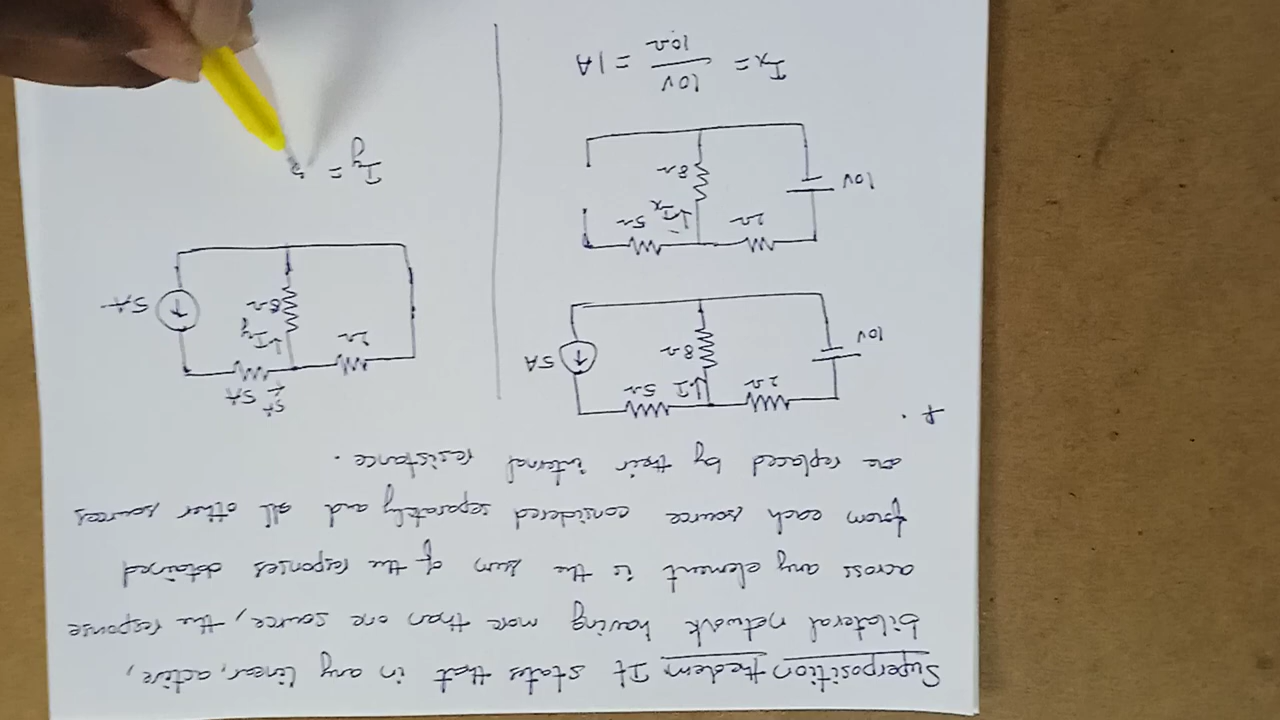 Superposition theorem It states that in any linear, active,
bilateral network having more than one source, the response
across any element is the sum of the responses obtained
from each source considered separately and all other sources
are replaced by their internal resistance.
2Ω 5Ω
10V 8Ω ↓I 5A
2Ω 5Ω
10V 8Ω ↓Ix
Ix = 10V/10Ω = 1A
5A
2Ω 5A
8Ω ↓Iy 5A
Iy =